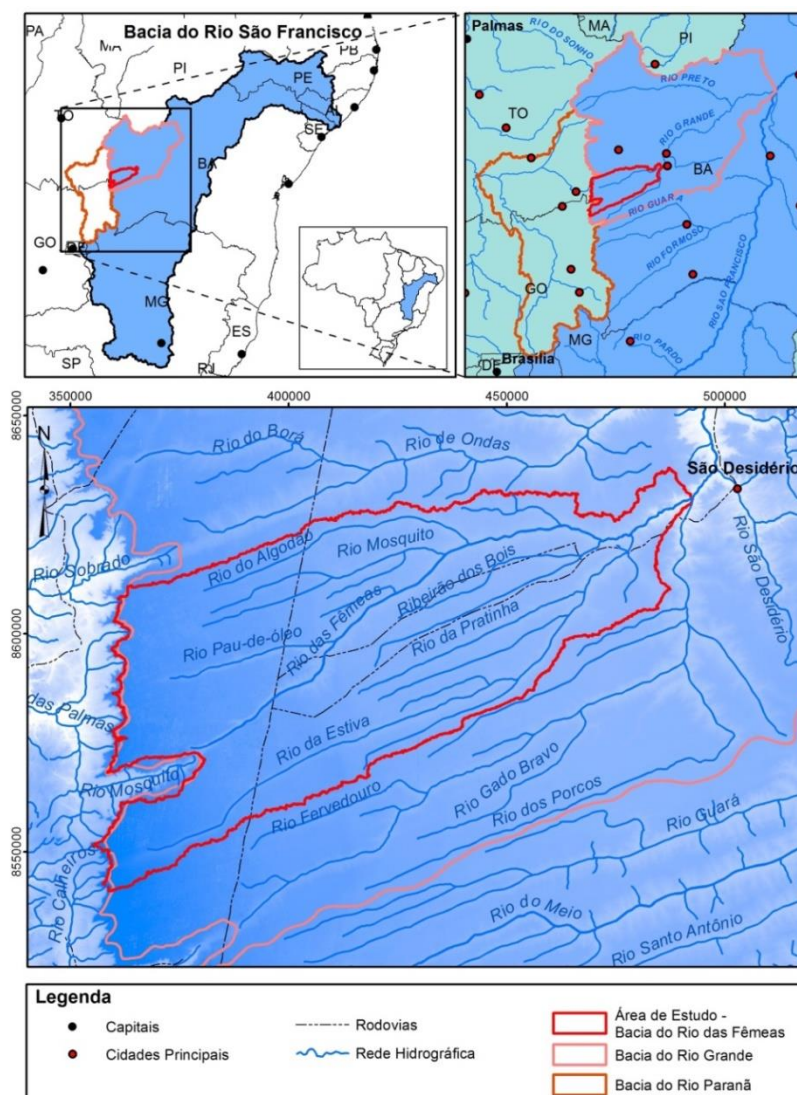 Bacia do Rio São Francisco
PA
MA
PI
PB
PE
AL
SE
TO
BA
GO
DF
MG
ES
SP
RJ
Palmas
MA
PI
RIO DO SONHO
RIO PRETO
TO
RIO GRANDE
BA
RIO GUARÁ
RIO FORMOSO
RIO SAO FRANCISCO
GO
MG
RIO PARDO
DF
Brasília
350000
400000
450000
500000
8650000
8600000
8550000
N
Rio do Borá
Rio de Ondas
São Desidério
Rio Sobrado
Rio do Algodão
Rio Mosquito
Rio São Desidério
Ribeirão dos Bois
Rio das Fêmeas
Rio Pau-de-óleo
Rio da Pratinha
das Palmas
Rio da Estiva
Rio Mosquito
Rio Gado Bravo
Rio Fervedouro
Rio dos Porcos
Rio Guará
Rio Calheiros
Rio do Meio
Rio Santo Antônio
Legenda
Capitais
Cidades Principais
Rodovias
Rede Hidrográfica
Área de Estudo -
Bacia do Rio das Fêmeas
Bacia do Rio Grande
Bacia do Rio Paranã